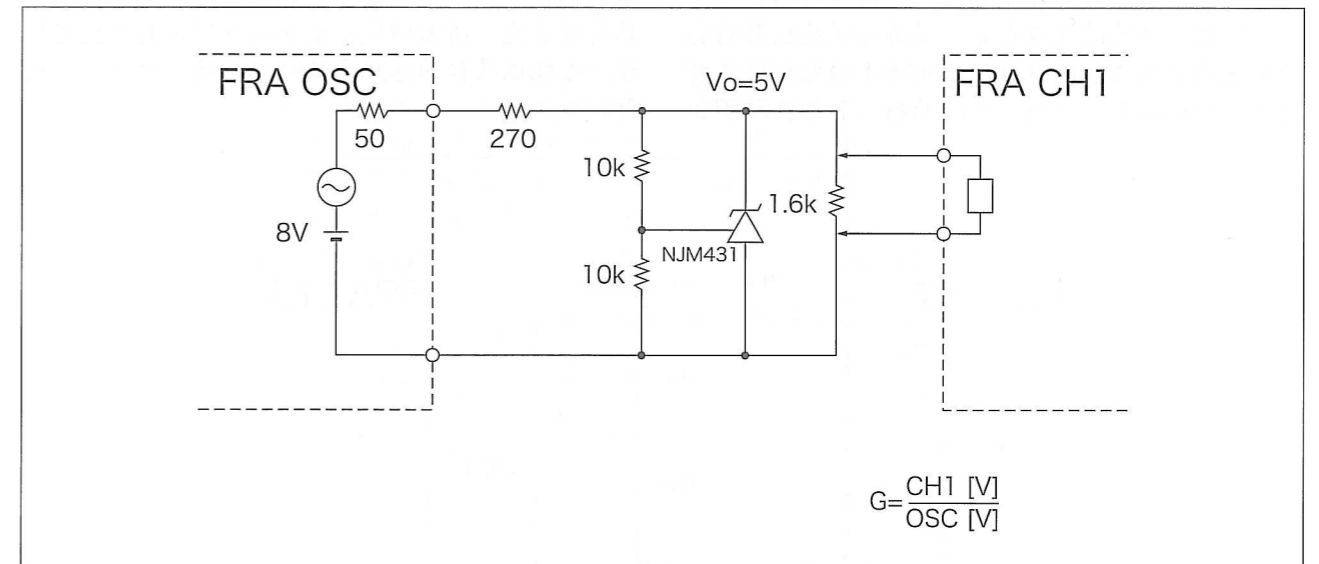 FRA OSC
Vo=5V
FRA CH1
50
270
10k
1.6k
8V
NJM431
10k
G=CH1 [V]
OSC [V]